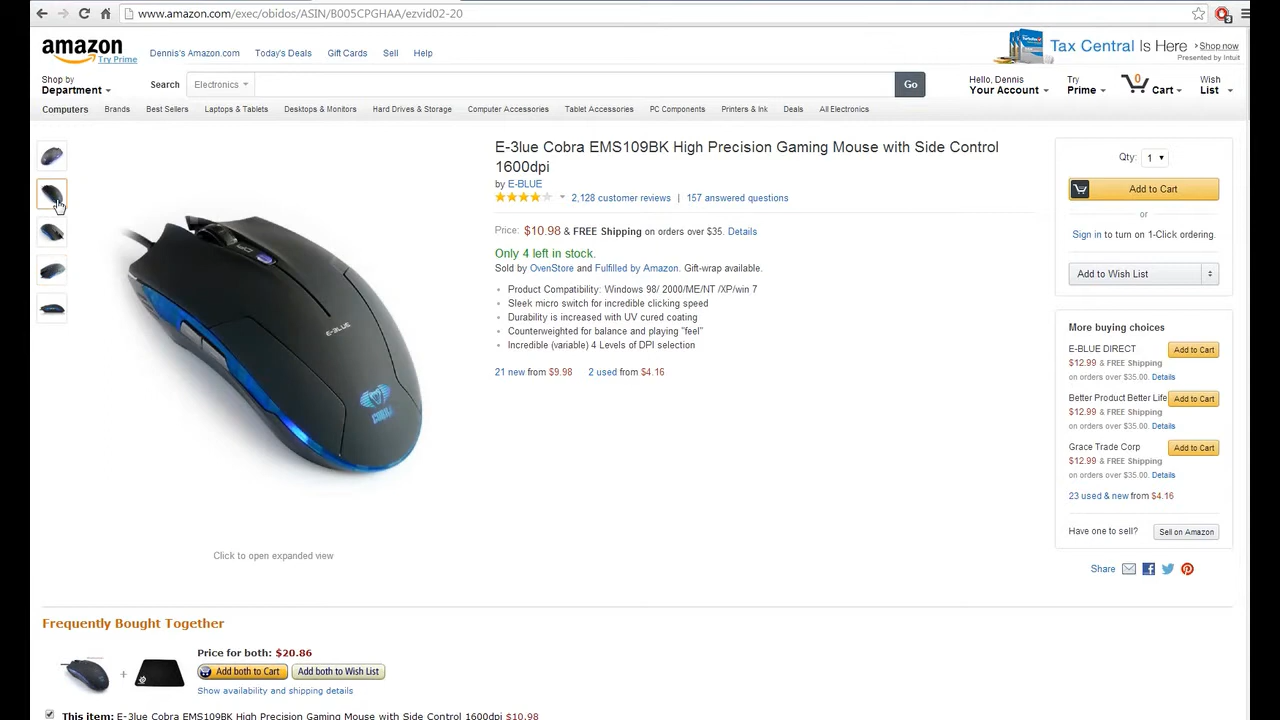 www.amazon.com/exec/obidos/ASIN/B005CPGHAA/ezvid02-20
amazon
Try Prime
Dennis's Amazon.com Today's Deals Gift Cards Sell Help
Tax Central Is Here › Shop now
Presented by Intuit
Shop by
Department
Search Electronics Go
Hello, Dennis
Your Account
Try
Prime
0
Cart
Wish
List
Computers Brands Best Sellers Laptops & Tablets Desktops & Monitors Hard Drives & Storage Computer Accessories Tablet Accessories PC Components Printers & Ink Deals All Electronics
E-3lue Cobra EMS109BK High Precision Gaming Mouse with Side Control
1600dpi
by E-BLUE
2,128 customer reviews | 157 answered questions
Price: $10.98 & FREE Shipping on orders over $35. Details
Only 4 left in stock.
Sold by OvenStore and Fulfilled by Amazon. Gift-wrap available.
Product Compatibility: Windows 98/ 2000/ME/NT /XP/win 7
Sleek micro switch for incredible clicking speed
Durability is increased with UV cured coating
Counterweighted for balance and playing "feel"
Incredible (variable) 4 Levels of DPI selection
21 new from $9.98 2 used from $4.16
E-BLUE
Click to open expanded view
Qty: 1
Add to Cart
or
Sign in to turn on 1-Click ordering.
Add to Wish List
More buying choices
E-BLUE DIRECT Add to Cart
$12.99 & FREE Shipping
on orders over $35.00. Details
Better Product Better Life Add to Cart
$12.99 & FREE Shipping
on orders over $35.00. Details
Grace Trade Corp Add to Cart
$12.99 & FREE Shipping
on orders over $35.00. Details
23 used & new from $4.16
Have one to sell? Sell on Amazon
Share
Frequently Bought Together
Price for both: $20.86
+
Add both to Cart Add both to Wish List
Show availability and shipping details
This item: E-3lue Cobra EMS109BK High Precision Gaming Mouse with Side Control 1600dpi $10.98